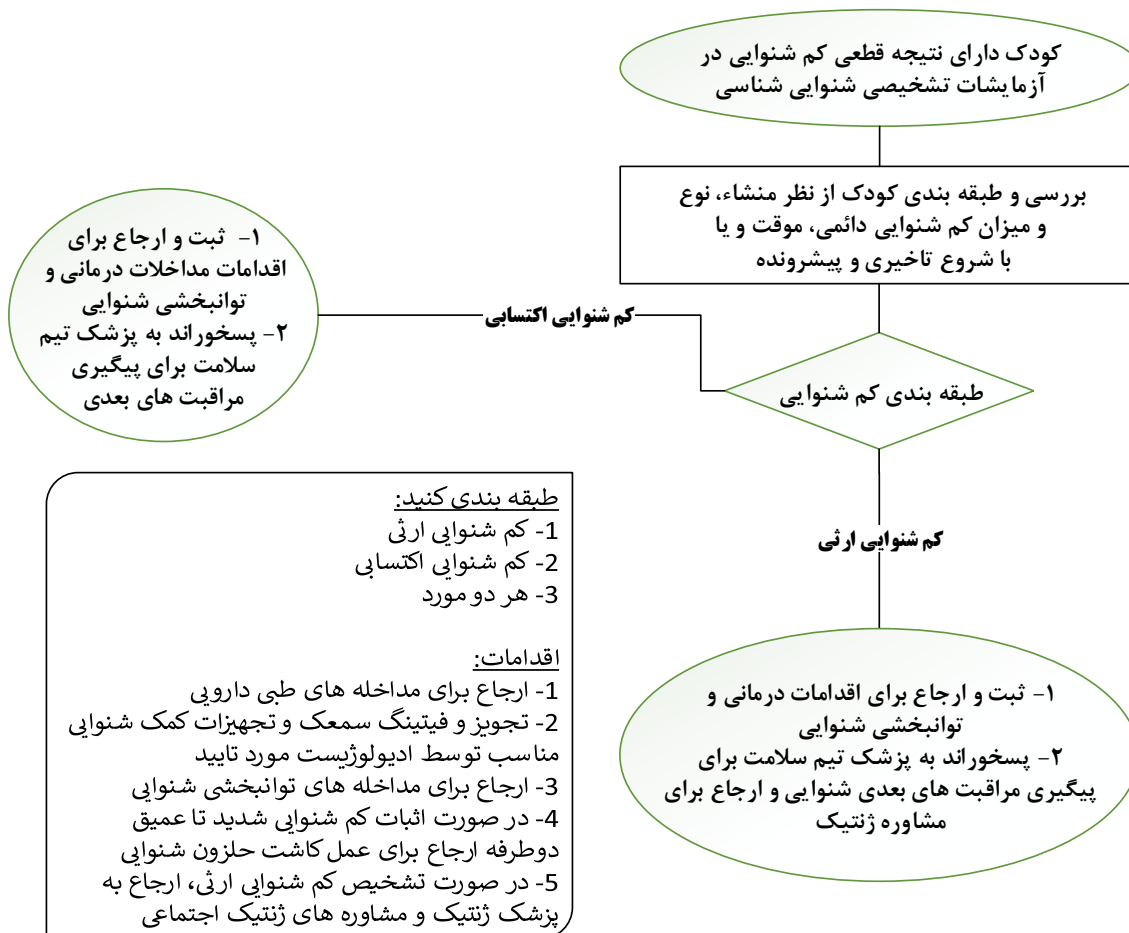 کودک دارای نتیجه قطعی کم شنوایی در
آزمایشات تشخیصی شنوایی شناسی
بررسی و طبقه بندی کودک از نظر منشاء، نوع
و میزان کم شنوایی دائمی، موقت و یا
با شروع تاخیری و پیشرونده
طبقه بندی کم شنوایی
کم شنوایی اکتسابی
۱- ثبت و ارجاع برای
اقدامات مداخلات درمانی و
توانبخشی شنوایی
۲- پسخوراند به پزشک تیم
سلامت برای پیگیری
مراقبت های بعدی
کم شنوایی ارثی
۱- ثبت و ارجاع برای اقدامات درمانی و
توانبخشی شنوایی
۲- پسخوراند به پزشک تیم سلامت برای
پیگیری مراقبت های بعدی شنوایی و ارجاع برای
مشاوره ژنتیک
طبقه بندی کنید:
1- کم شنوایی ارثی
2- کم شنوایی اکتسابی
3- هر دو مورد
اقدامات:
1- ارجاع برای مداخله های طبی دارویی
2- تجویز و فیتینگ سمعک و تجهیزات کمک شنوایی
مناسب توسط ادیولوژیست مورد تایید
3- ارجاع برای مداخله های توانبخشی شنوایی
4- در صورت اثبات کم شنوایی شدید تا عمیق
دوطرفه ارجاع برای عمل کاشت حلزون شنوایی
5- در صورت تشخیص کم شنوایی ارثی، ارجاع به
پزشک ژنتیک و مشاوره های ژنتیک اجتماعی